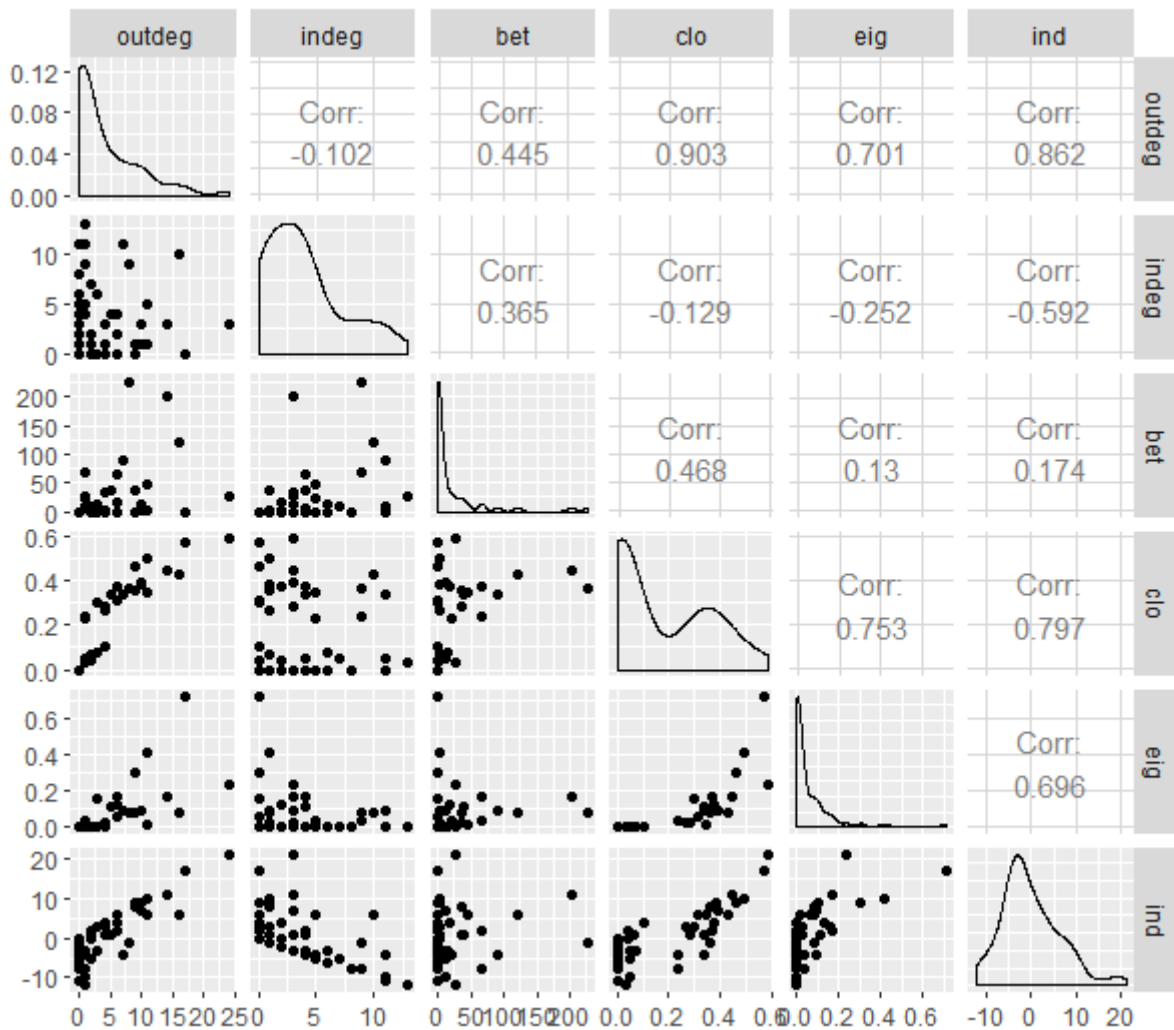 outdeg indeg bet clo eig ind
0.12
0.08
0.04
0.00
Corr:
-0.102
Corr:
0.445
Corr:
0.903
Corr:
0.701
Corr:
0.862
outdeg
10
5
0
Corr:
0.365
Corr:
-0.129
Corr:
-0.252
Corr:
-0.592
indeg
200
150
100
50
0
Corr:
0.468
Corr:
0.13
Corr:
0.174
bet
0.6
0.4
0.2
0.0
Corr:
0.753
Corr:
0.797
clo
0.6
0.4
0.2
0.0
Corr:
0.696
eig
20
10
0
-10
ind
0 5 10 15 20 25 0 5 10 0 50 100 150 200 0.0 0.2 0.4 0.6 0.0 0.2 0.4 0.6 -10 0 10 20